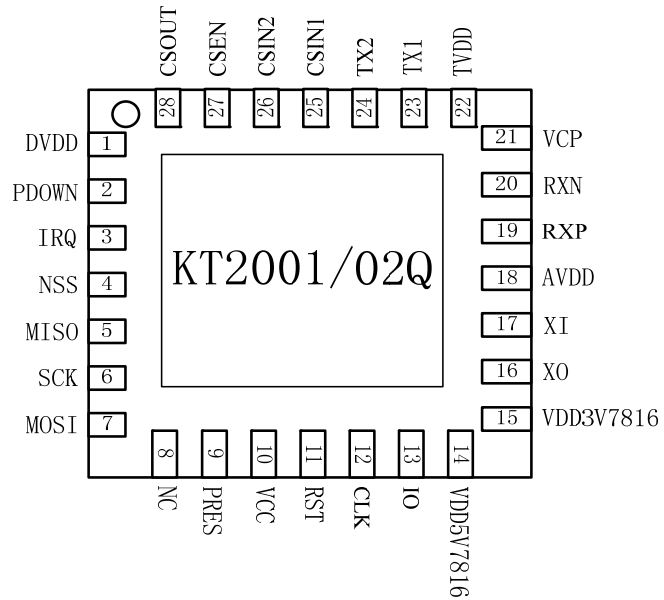 CSOUT CSEN CSIN2 CSIN1 TX2 TX1 TVDD
28 27 26 25 24 23 22
DVDD 1 21 VCP
PDOWN 2 20 RXN
IRQ 3 19 RXP
NSS 4 18 AVDD
KT2001/02Q
MISO 5 17 XI
SCK 6 16 XO
MOSI 7 15 VDD3V7816
8 9 10 11 12 13 14
NC PRES VCC RST CLK IO VDD5V7816